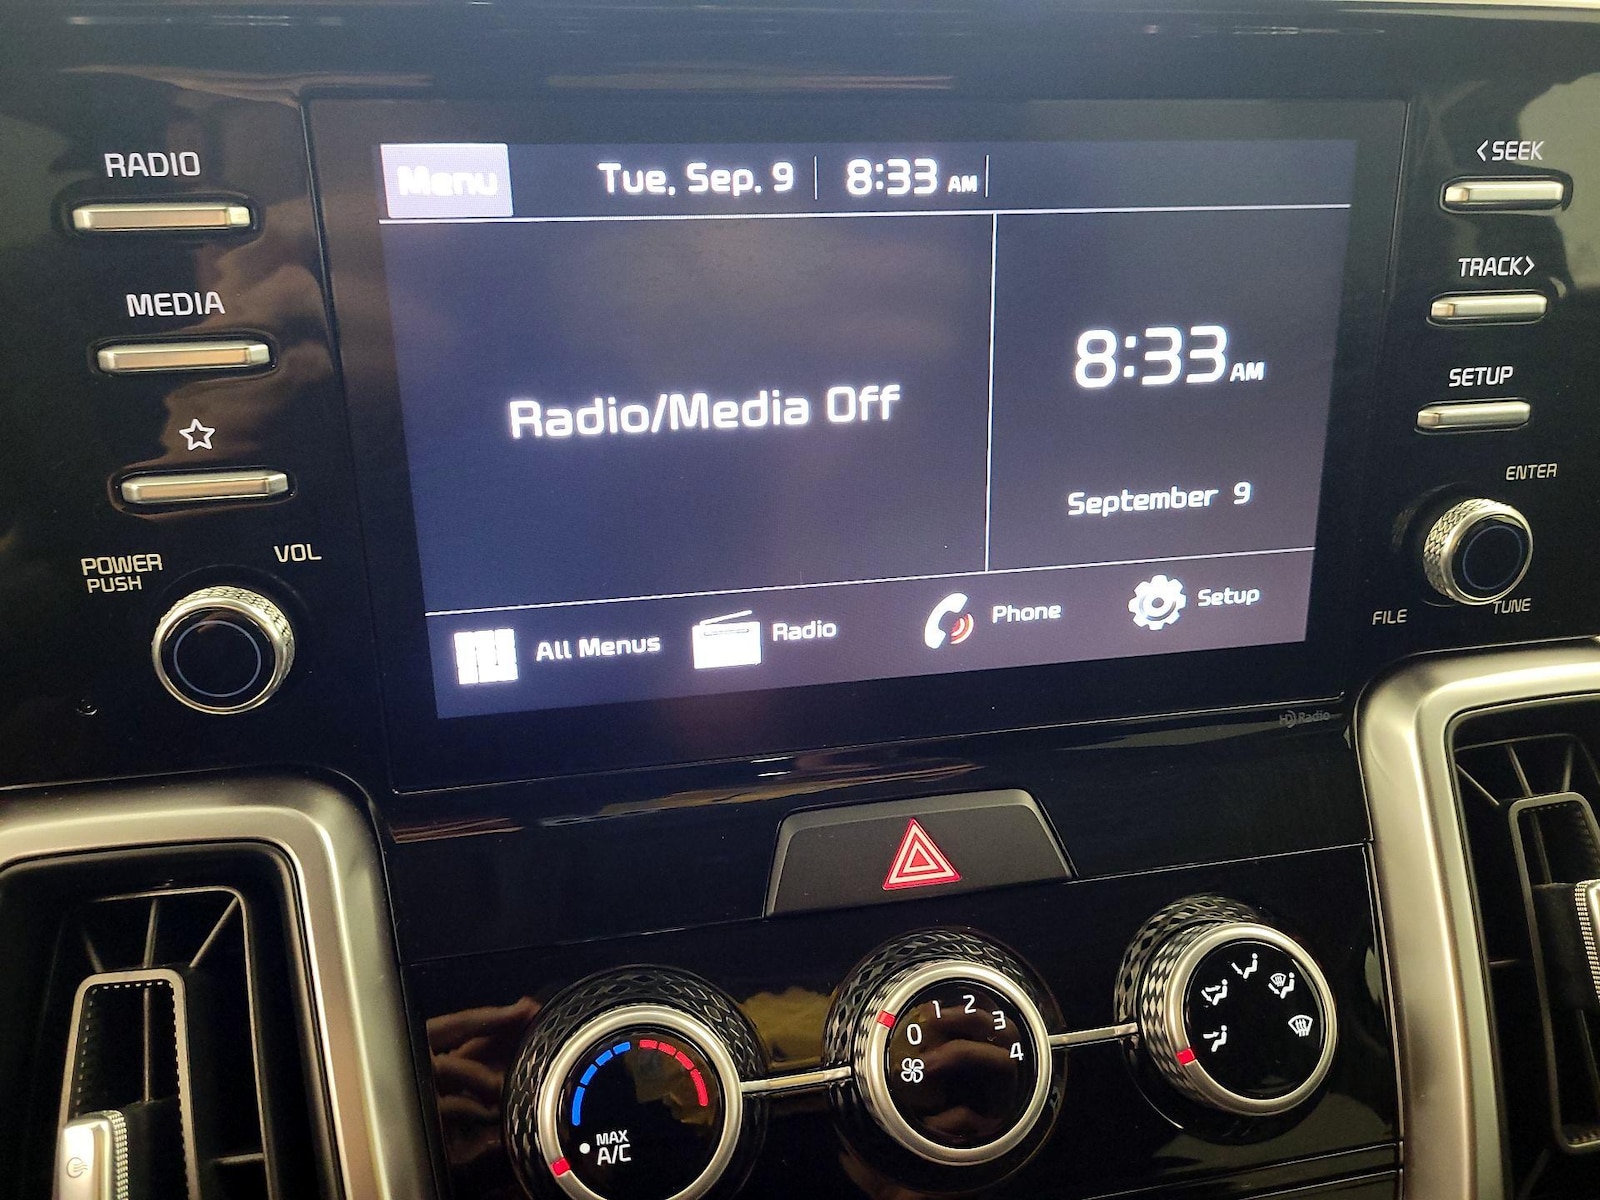 RADIO
MEDIA
POWER
PUSH
VOL
Menu
Tue, Sep. 9
8:33 AM
Radio/Media Off
8:33 AM
September 9
All Menus
Radio
Phone
Setup
HD Radio
<SEEK
TRACK>
SETUP
ENTER
FILE
TUNE
MAX
A/C
0 1 2 3 4